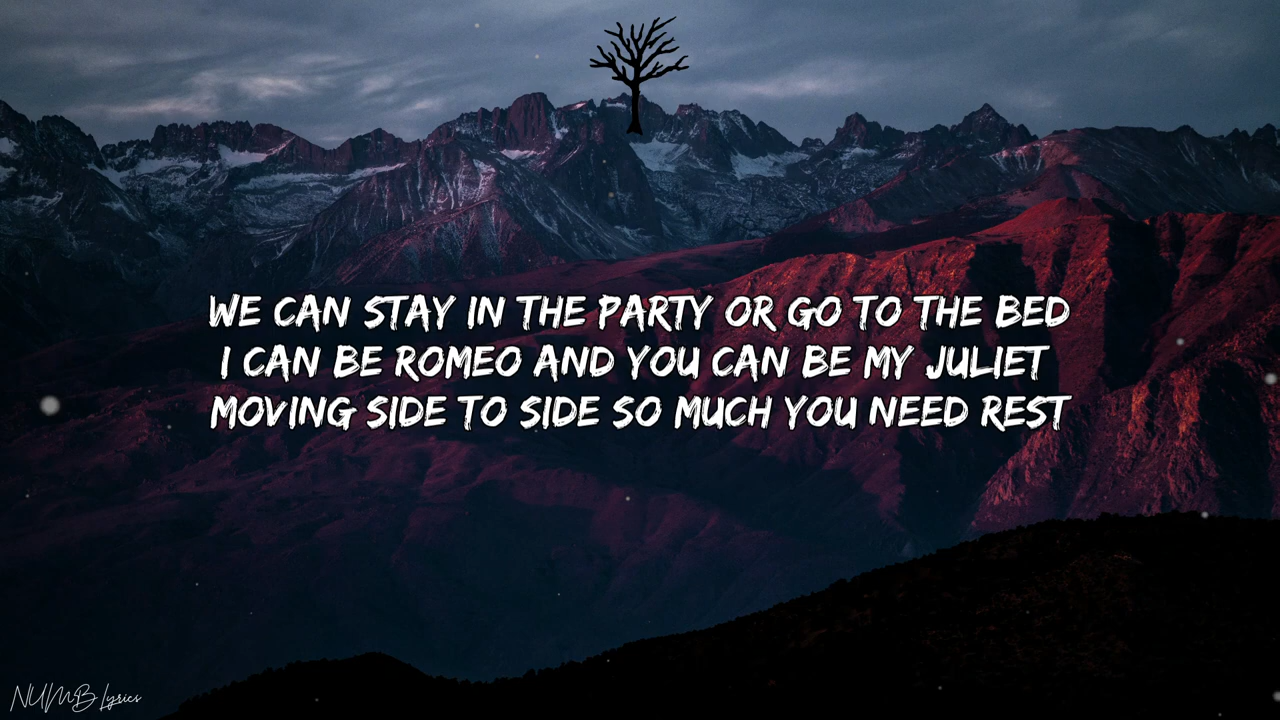 WE CAN STAY IN THE PARTY OR GO TO THE BED
I CAN BE ROMEO AND YOU CAN BE MY JULIET
MOVING SIDE TO SIDE SO MUCH YOU NEED REST
NUMB Lyrics